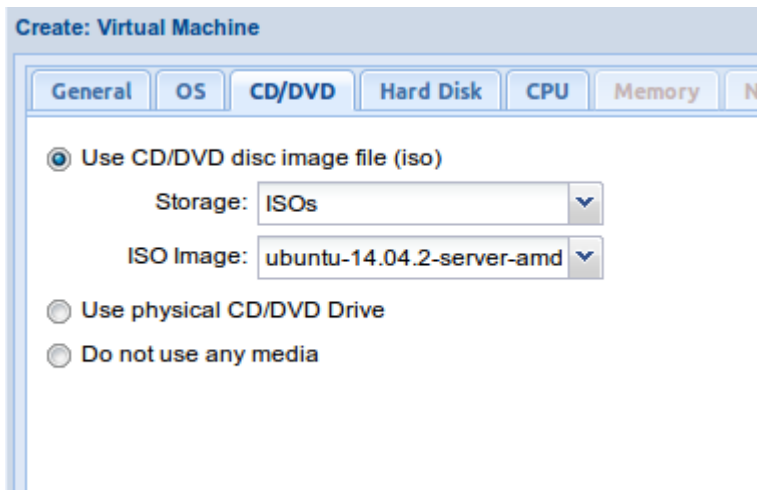 Create: Virtual Machine
General OS CD/DVD Hard Disk CPU Memory N
Use CD/DVD disc image file (iso)
Storage: ISOs
ISO Image: ubuntu-14.04.2-server-amd
Use physical CD/DVD Drive
Do not use any media